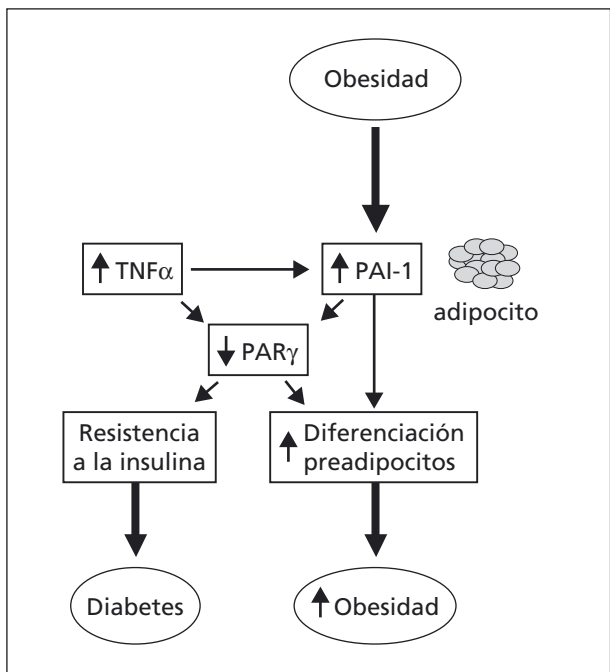 Obesidad
↑ TNFα
↑ PAI-1
adipocito
↓ PARγ
Resistencia
a la insulina
↑ Diferenciación
preadipocitos
Diabetes
↑ Obesidad